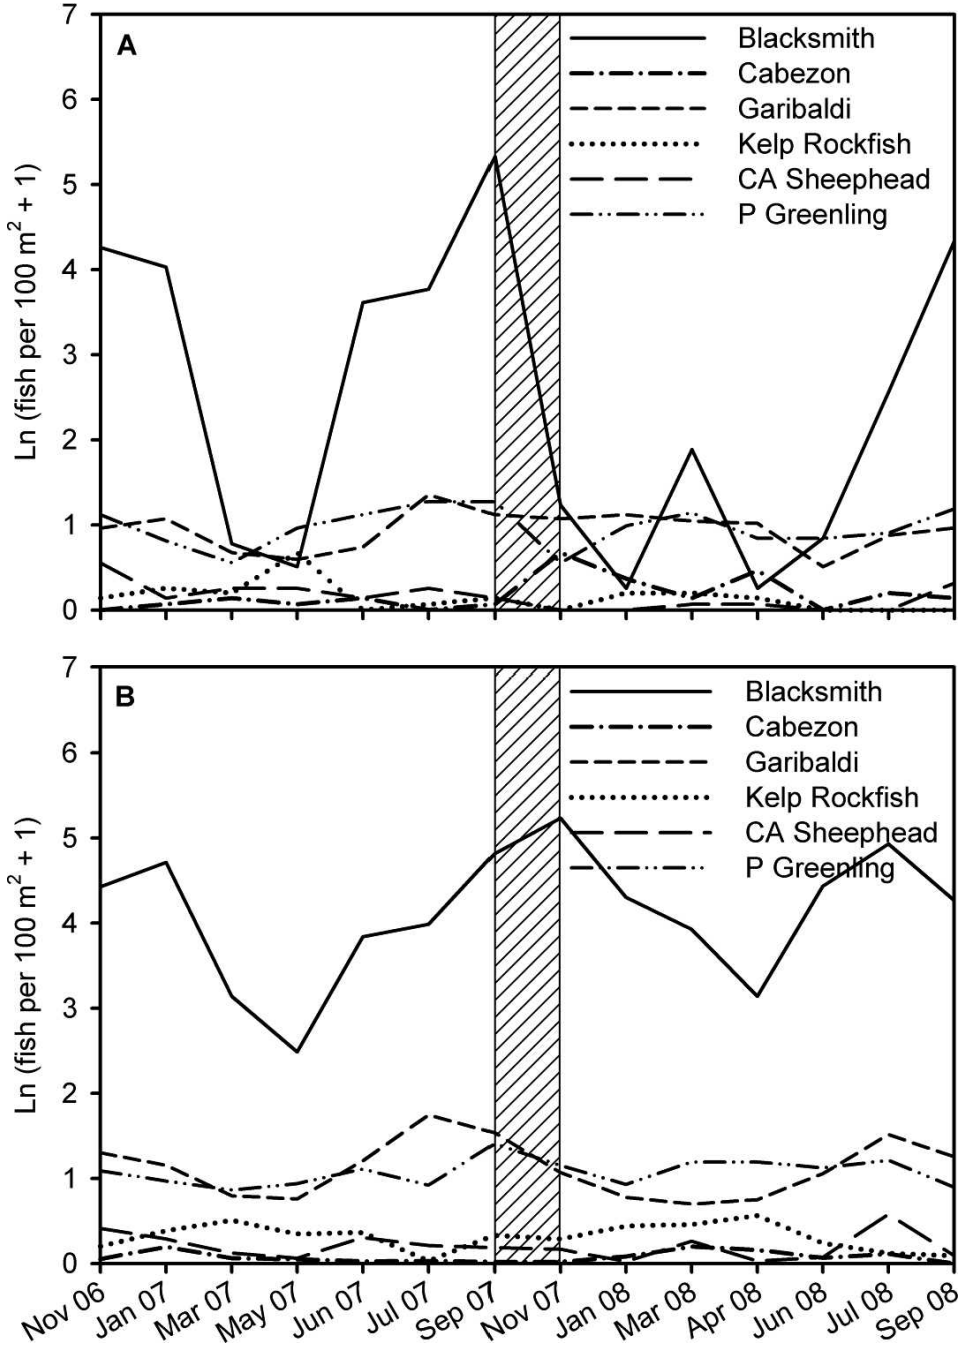 A
7
6
5
4
3
2
1
0
Ln (fish per 100 m² + 1)
Blacksmith
Cabezon
Garibaldi
Kelp Rockfish
CA Sheephead
P Greenling
B
7
6
5
4
3
2
1
0
Ln (fish per 100 m² + 1)
Blacksmith
Cabezon
Garibaldi
Kelp Rockfish
CA Sheephead
P Greenling
Nov 06
Jan 07
Mar 07
May 07
Jun 07
Jul 07
Sep 07
Nov 07
Jan 08
Mar 08
Apr 08
Jun 08
Jul 08
Sep 08